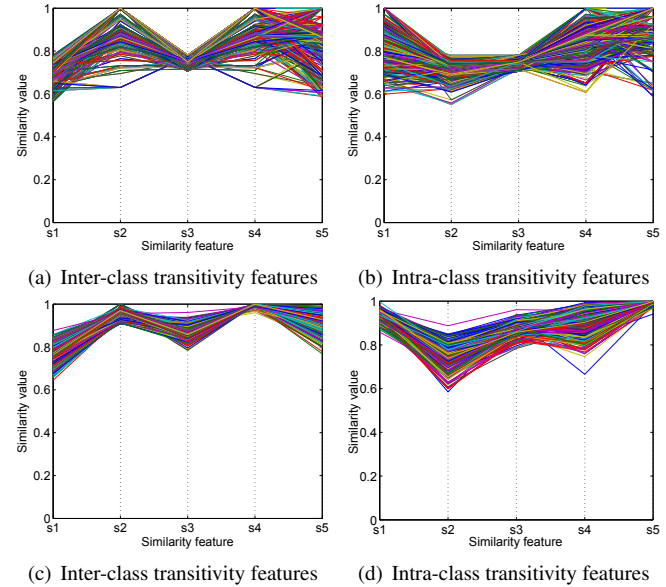 1
0.8
0.6
0.4
0.2
0
Similarity value
s1 s2 s3 s4 s5
Similarity feature
(a) Inter-class transitivity features
1
0.8
0.6
0.4
0.2
0
Similarity value
s1 s2 s3 s4 s5
Similarity feature
(b) Intra-class transitivity features
1
0.8
0.6
0.4
0.2
0
Similarity value
s1 s2 s3 s4 s5
Similarity feature
(c) Inter-class transitivity features
1
0.8
0.6
0.4
0.2
0
Similarity value
s1 s2 s3 s4 s5
Similarity feature
(d) Intra-class transitivity features